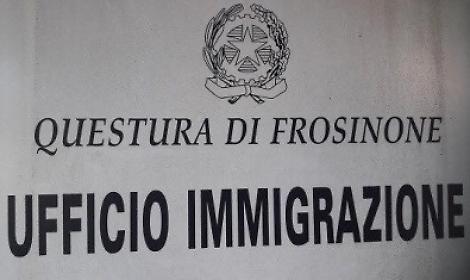 QUESTURA DI FROSINONE
UFFICIO IMMIGRAZIONE